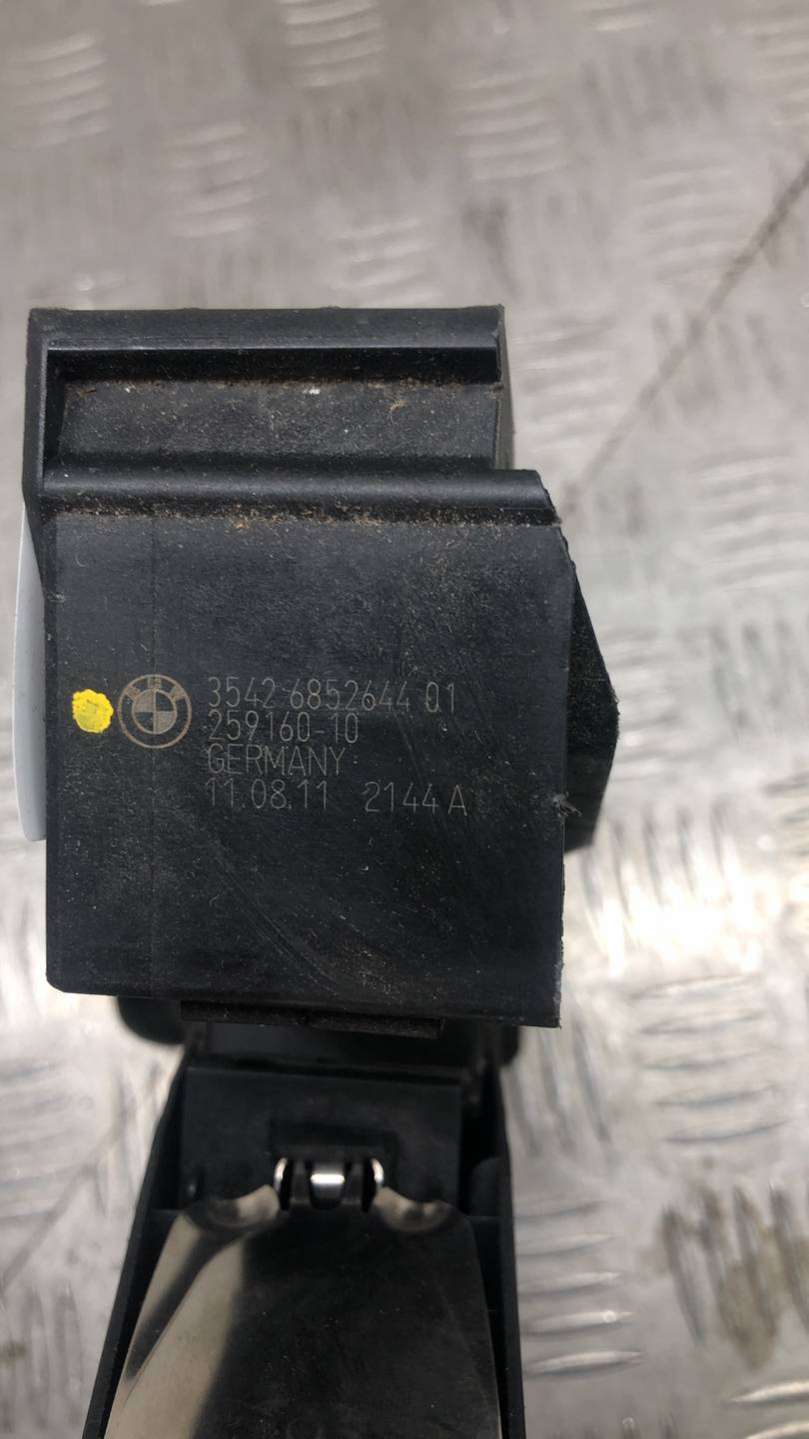 3542 6852644 01
259160-10
GERMANY
11.08.11 2144 A